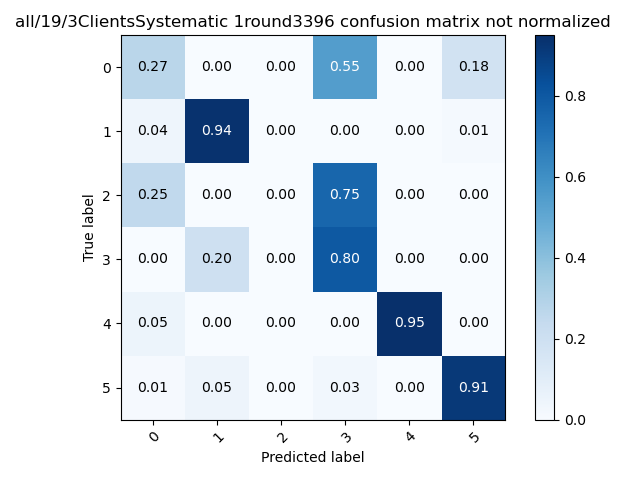 all/19/3ClientsSystematic 1round3396 confusion matrix not normalized
0 0.27 0.00 0.00 0.55 0.00 0.18
1 0.04 0.94 0.00 0.00 0.00 0.01
2 0.25 0.00 0.00 0.75 0.00 0.00
3 0.00 0.20 0.00 0.80 0.00 0.00
4 0.05 0.00 0.00 0.00 0.95 0.00
5 0.01 0.05 0.00 0.03 0.00 0.91
0 1 2 3 4 5
True label
Predicted label
0.8
0.6
0.4
0.2
0.0